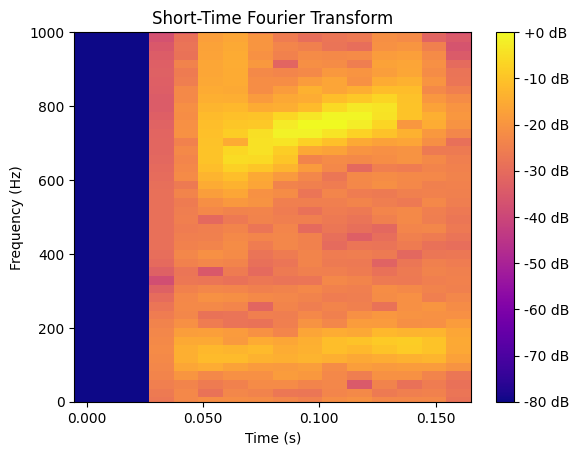 Short-Time Fourier Transform
1000
800
600
400
200
0
Frequency (Hz)
0.000
0.050
0.100
0.150
Time (s)
+0 dB
-10 dB
-20 dB
-30 dB
-40 dB
-50 dB
-60 dB
-70 dB
-80 dB